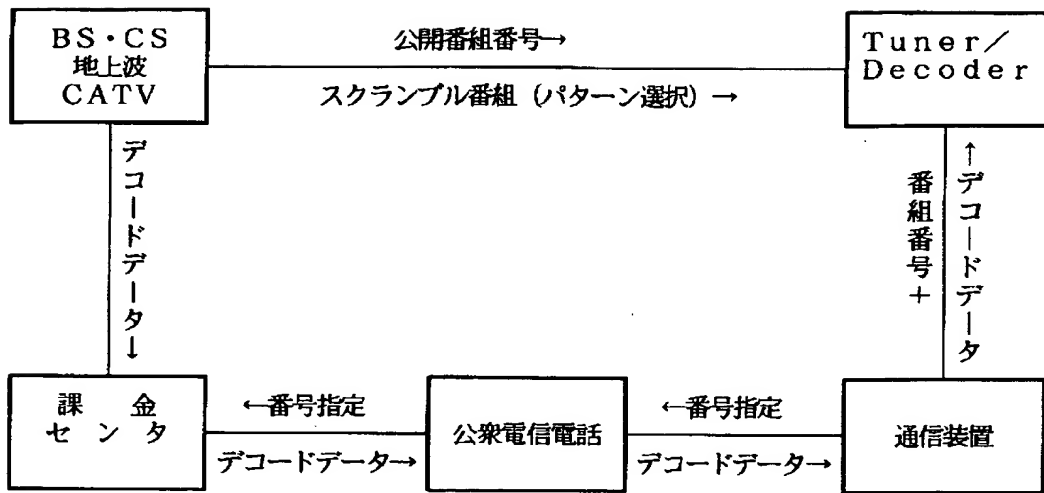 BS・CS
地上波
CATV
公開番組番号→
スクランブル番組（パターン選択）→
Tuner／
Decoder
デコードデータ↓
番組番号＋
↑デコードデータ
課　金
センタ
←番号指定
デコードデータ→
公衆電信電話
←番号指定
デコードデータ→
通信装置